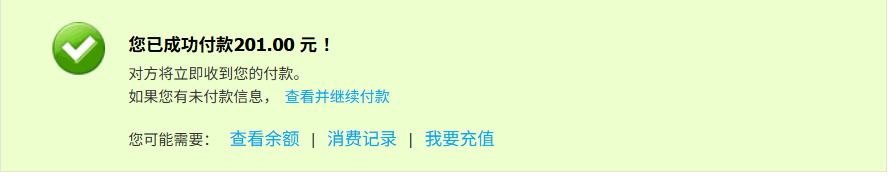 您已成功付款201.00 元！
对方将立即收到您的付款。
如果您有未付款信息， 查看并继续付款
您可能需要： 查看余额 | 消费记录 | 我要充值